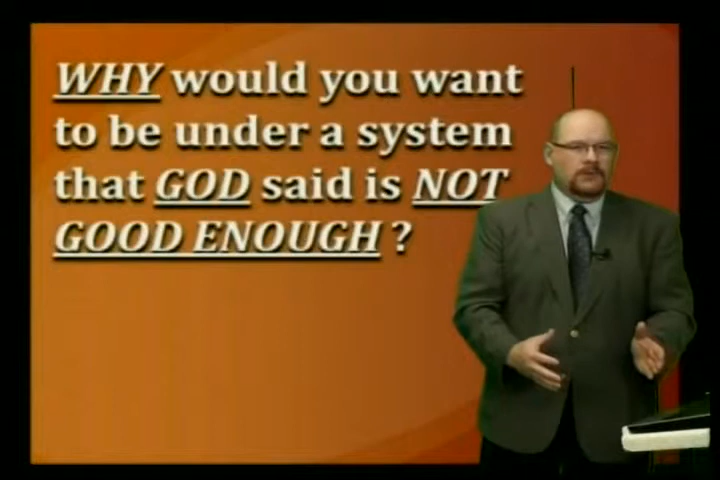 WHY would you want
to be under a system
that GOD said is NOT
GOOD ENOUGH ?